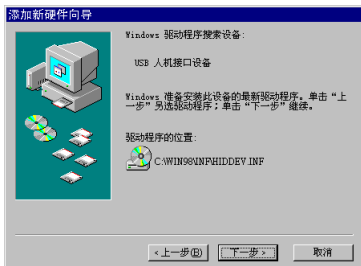 添加新硬件向导
Windows 驱动程序搜索设备:
USB 人机接口设备
Windows 准备安装此设备的最新驱动程序。单击“上
一步”另选驱动程序；单击“下一步”继续。
驱动程序的位置:
C:\WIN98\INF\HIDDEV.INF
<上一步(B) 下一步> 取消